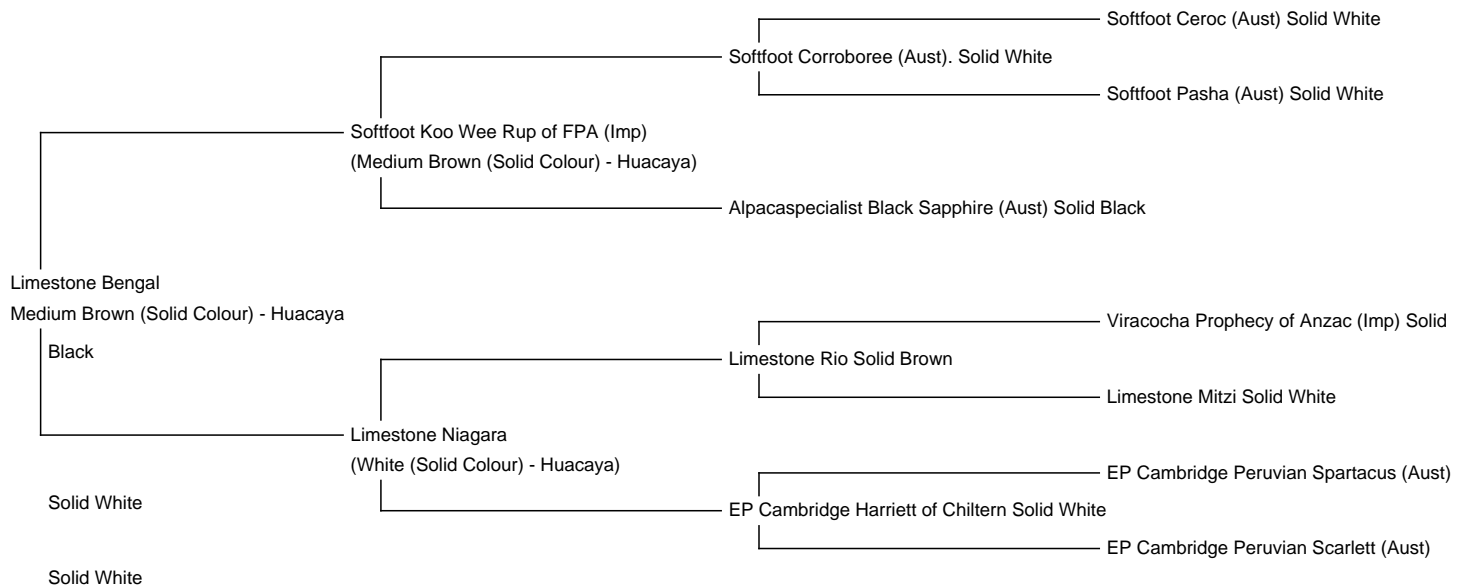 Softfoot Ceroc (Aust) Solid White
Softfoot Corroboree (Aust). Solid White
Softfoot Pasha (Aust) Solid White
Softfoot Koo Wee Rup of FPA (Imp)
(Medium Brown (Solid Colour) - Huacaya)
Alpacaspecialist Black Sapphire (Aust) Solid Black
Limestone Bengal
Medium Brown (Solid Colour) - Huacaya
Viracocha Prophecy of Anzac (Imp) Solid
Black
Limestone Rio Solid Brown
Limestone Mitzi Solid White
Limestone Niagara
(White (Solid Colour) - Huacaya)
EP Cambridge Peruvian Spartacus (Aust)
Solid White
EP Cambridge Harriett of Chiltern Solid White
EP Cambridge Peruvian Scarlett (Aust)
Solid White